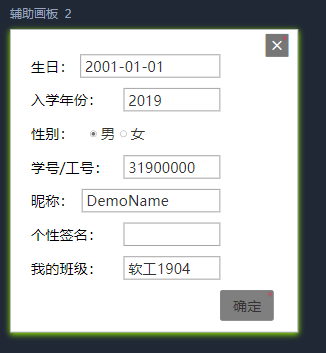 辅助画板 2
×
生日： 2001-01-01
入学年份： 2019
性别： 男 女
学号/工号： 31900000
昵称： DemoName
个性签名：
我的班级： 软工1904
确定